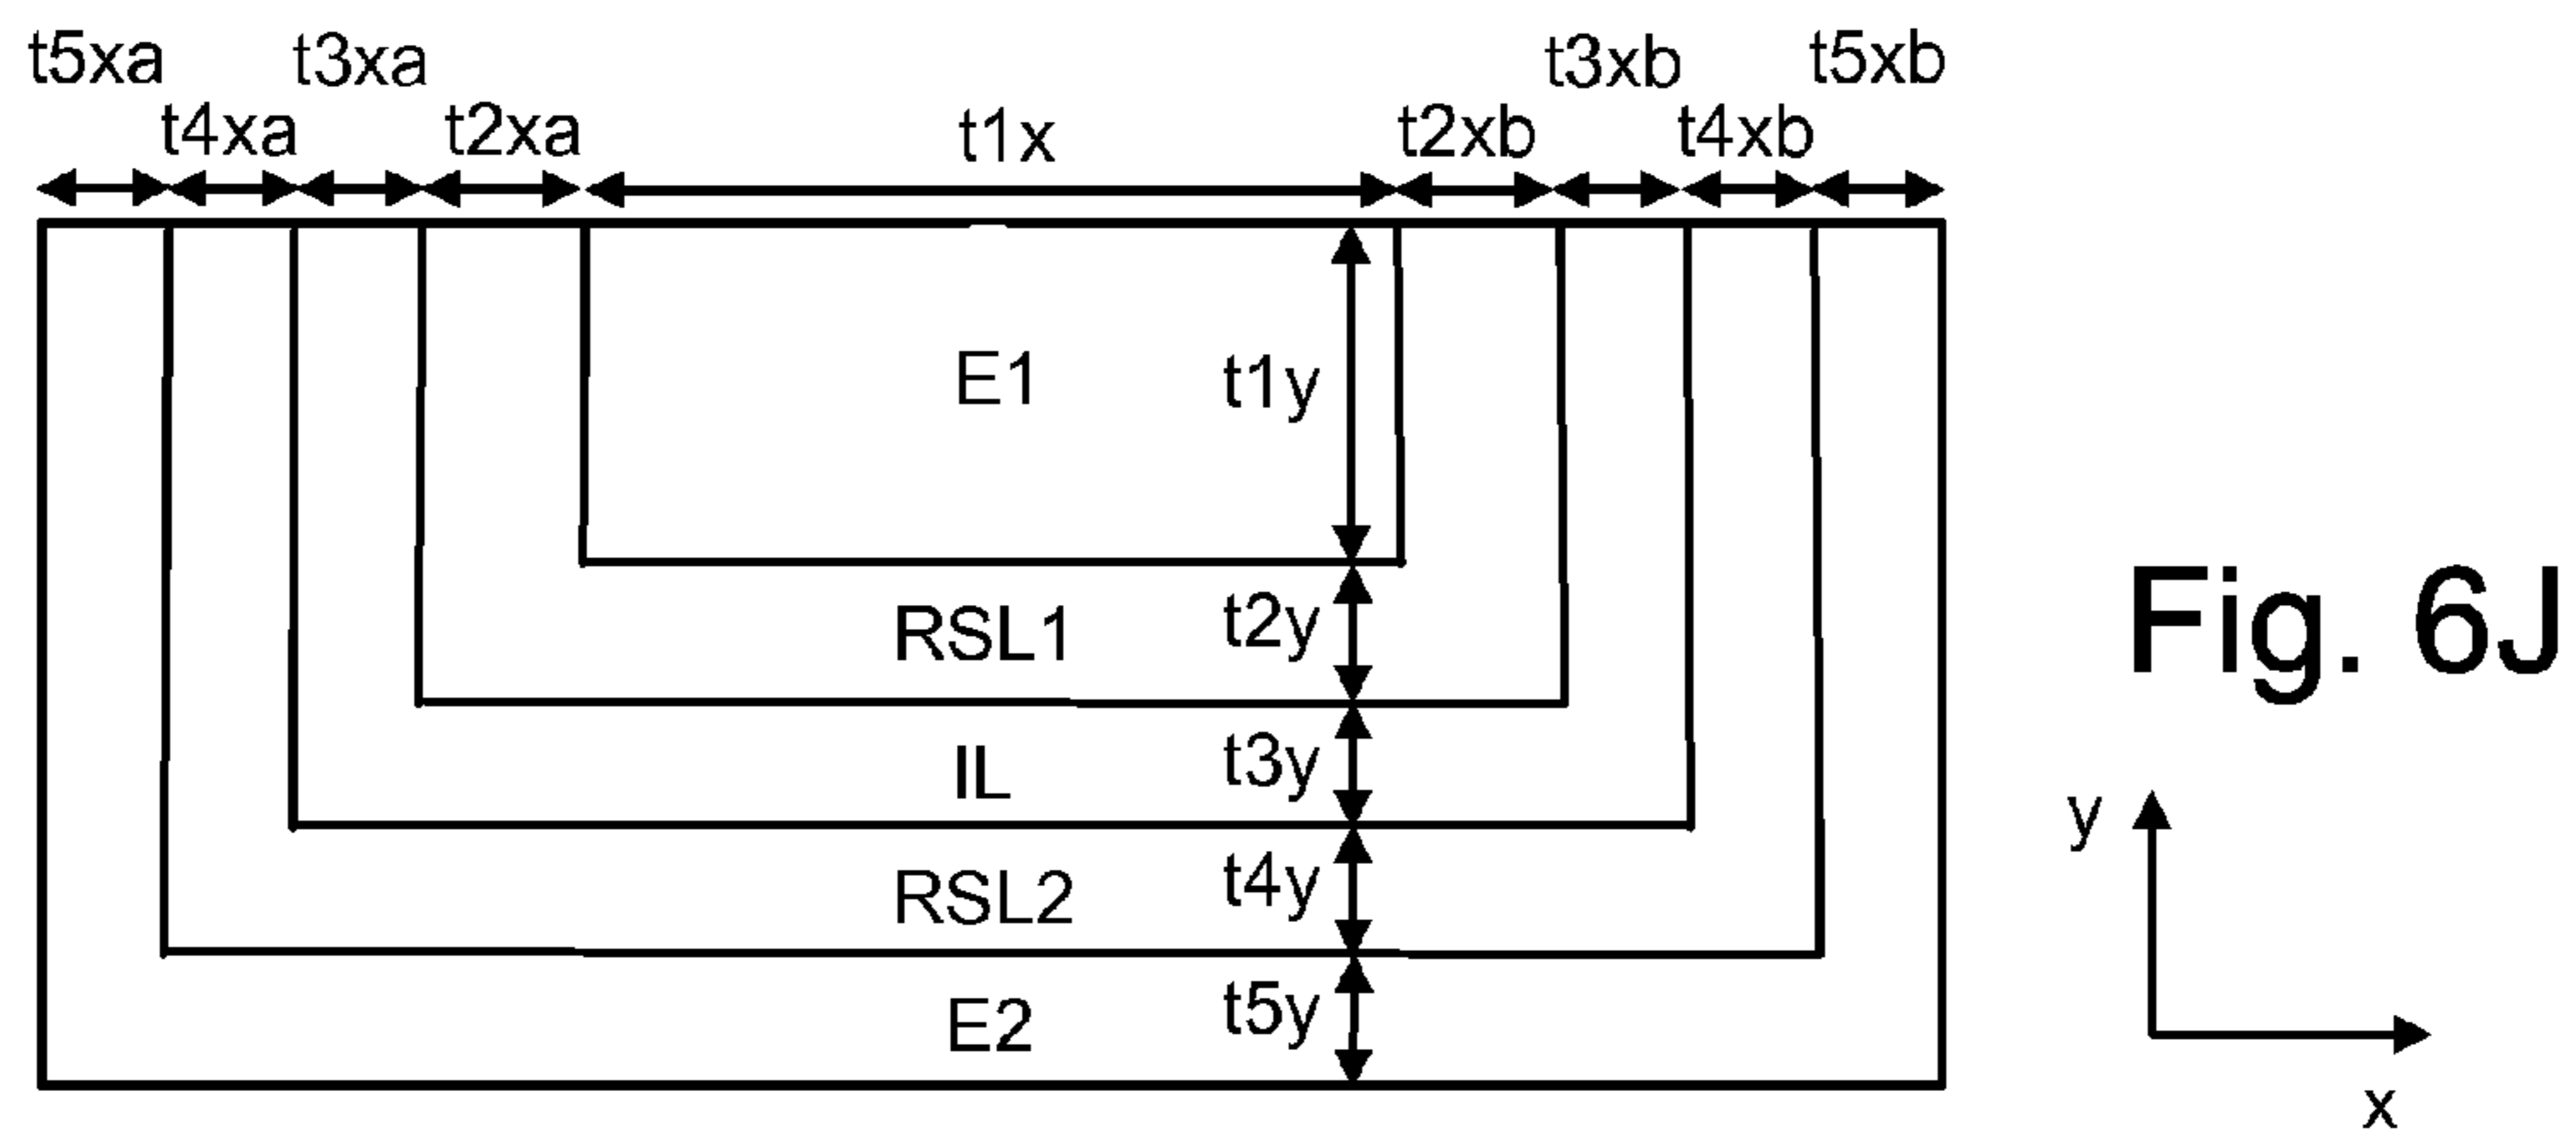 t5xa t3xa t3xb t5xb
t4xa t2xa t1x t2xb t4xb
E1 t1y
RSL1 t2y
Fig. 6J
IL t3y
y
RSL2 t4y
E2 t5y
x